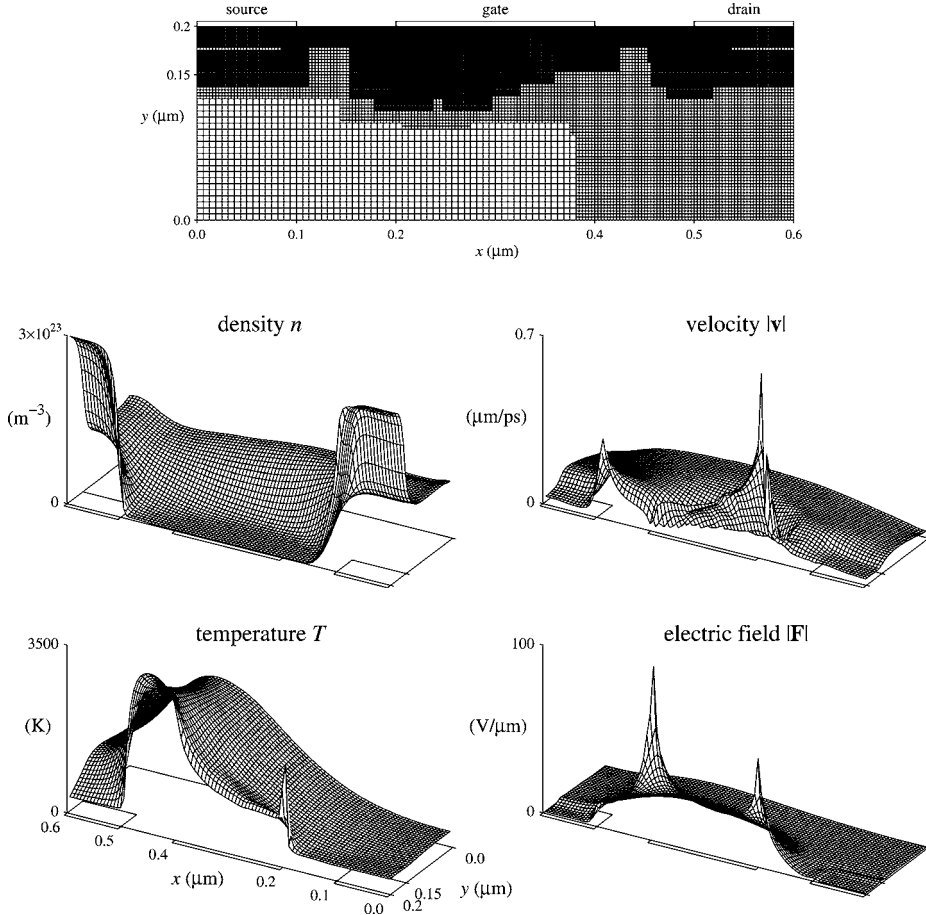 source gate drain
0.2
0.15
y (μm)
0.0
0.0 0.1 0.2 0.4 0.5 0.6
x (μm)
density n
3×10²³
(m⁻³)
0
velocity |v|
0.7
(μm/ps)
0
temperature T
3500
(K)
0
0.6
0.5
0.4
x (μm)
0.2
0.1
0.0
0.2
0.15
y (μm)
0.0
electric field |F|
100
(V/μm)
0